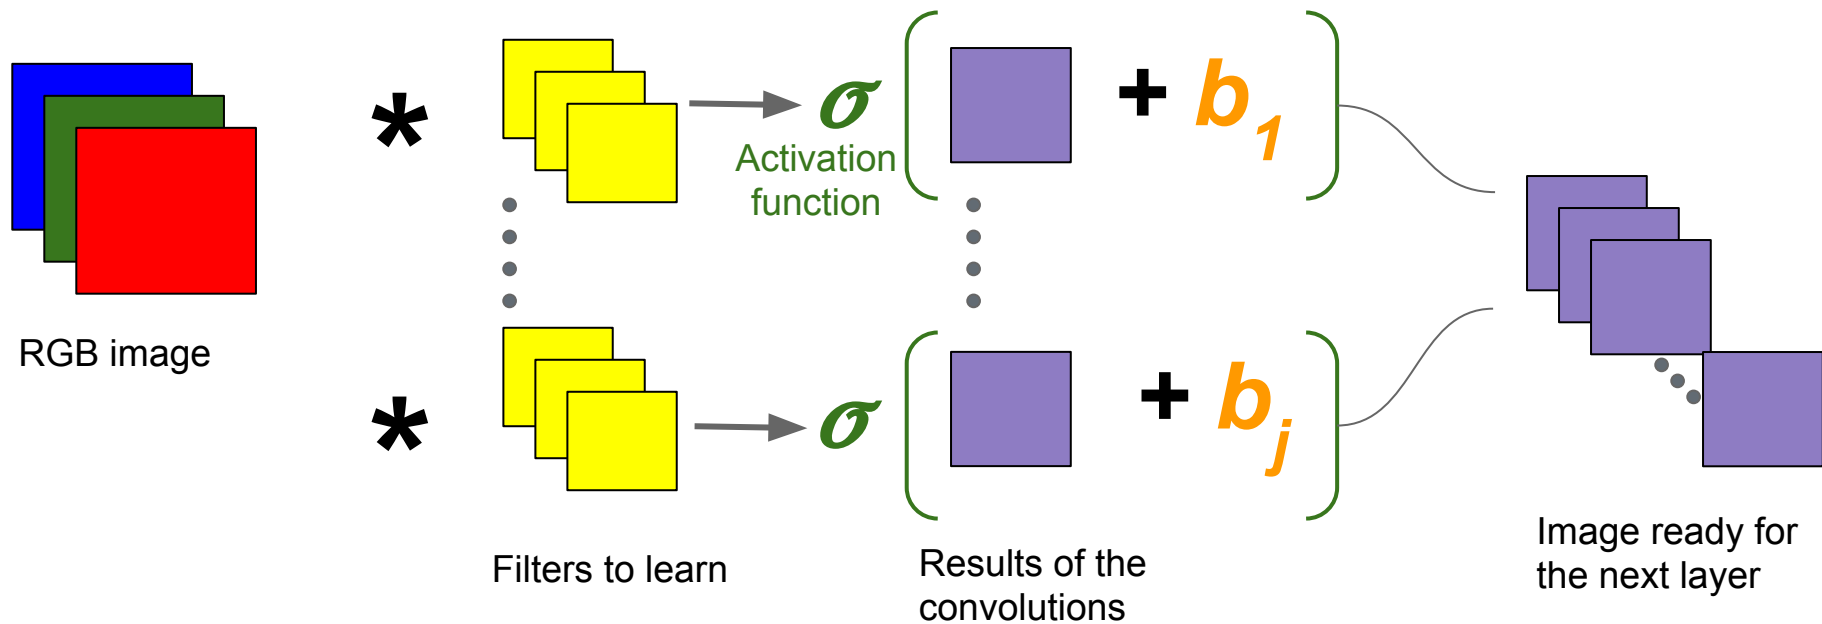 * σ + b1
Activation
function
RGB image
* σ + bj
Filters to learn
Results of the
convolutions
Image ready for
the next layer